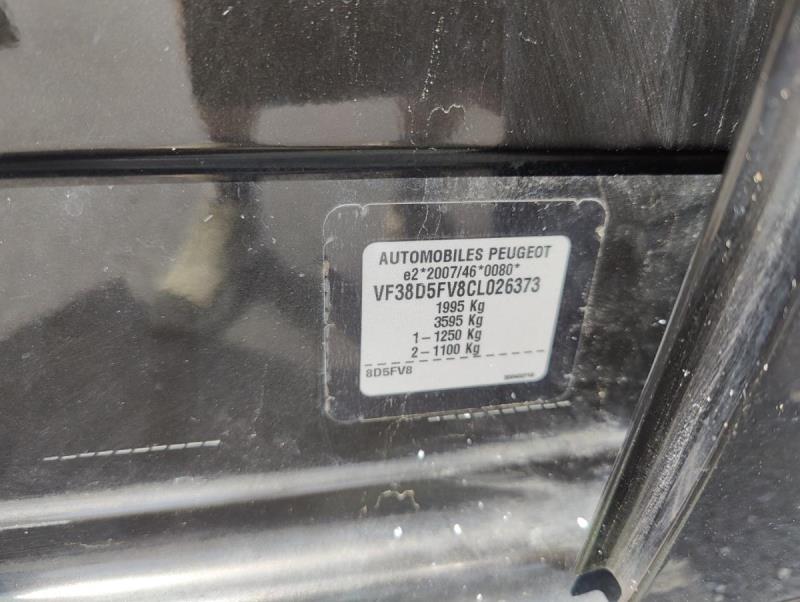 AUTOMOBILES PEUGEOT
e2*2007/46*0080*
VF38D5FV8CL026373
1995 Kg
3595 Kg
1-1250 Kg
2-1100 Kg
8D5FV8